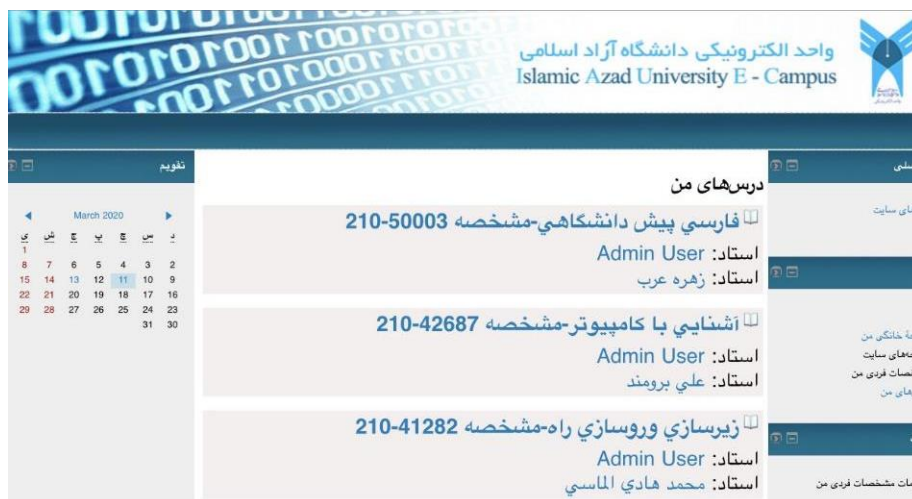 واحد الکترونیکی دانشگاه آزاد اسلامی
Islamic Azad University E - Campus
تقویم
March 2020
د س چ پ ج ش ی
1
2 3 4 5 6 7 8
9 10 11 12 13 14 15
16 17 18 19 20 21 22
23 24 25 26 27 28 29
30 31
درس‌های من
فارسي پيش دانشگاهي-مشخصه 50003-210
استاد: Admin User
استاد: زهره عرب
آشنايي با کامپيوتر-مشخصه 42687-210
استاد: Admin User
استاد: علي برومند
زيرسازي وروسازي راه-مشخصه 41282-210
استاد: Admin User
استاد: محمد هادي الماسي
سایت
خانگی من
سایت
فردی من
من
مشخصات فردی من